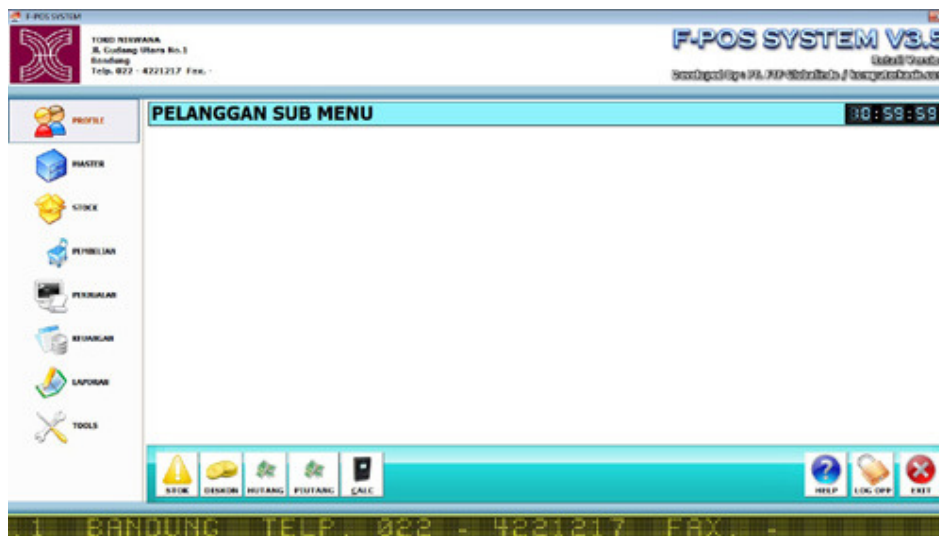 F-POS SYSTEM
TOKO NIRWANA
Jl. Gudang Utara No.1
Bandung
Telp. 022 - 4221217 Fax. -
F-POS SYSTEM V3.5
Retail Versio
PROFILE
MASTER
STOCK
PEMBELIAN
PENJUALAN
KEUANGAN
LAPORAN
TOOLS
PELANGGAN SUB MENU
:59:59
STOK
DISKON
HUTANG
PIUTANG
CALC
HELP
LOG OFF
EXIT
.1 BANDUNG TELP. 022 - 4221217 FAX. -